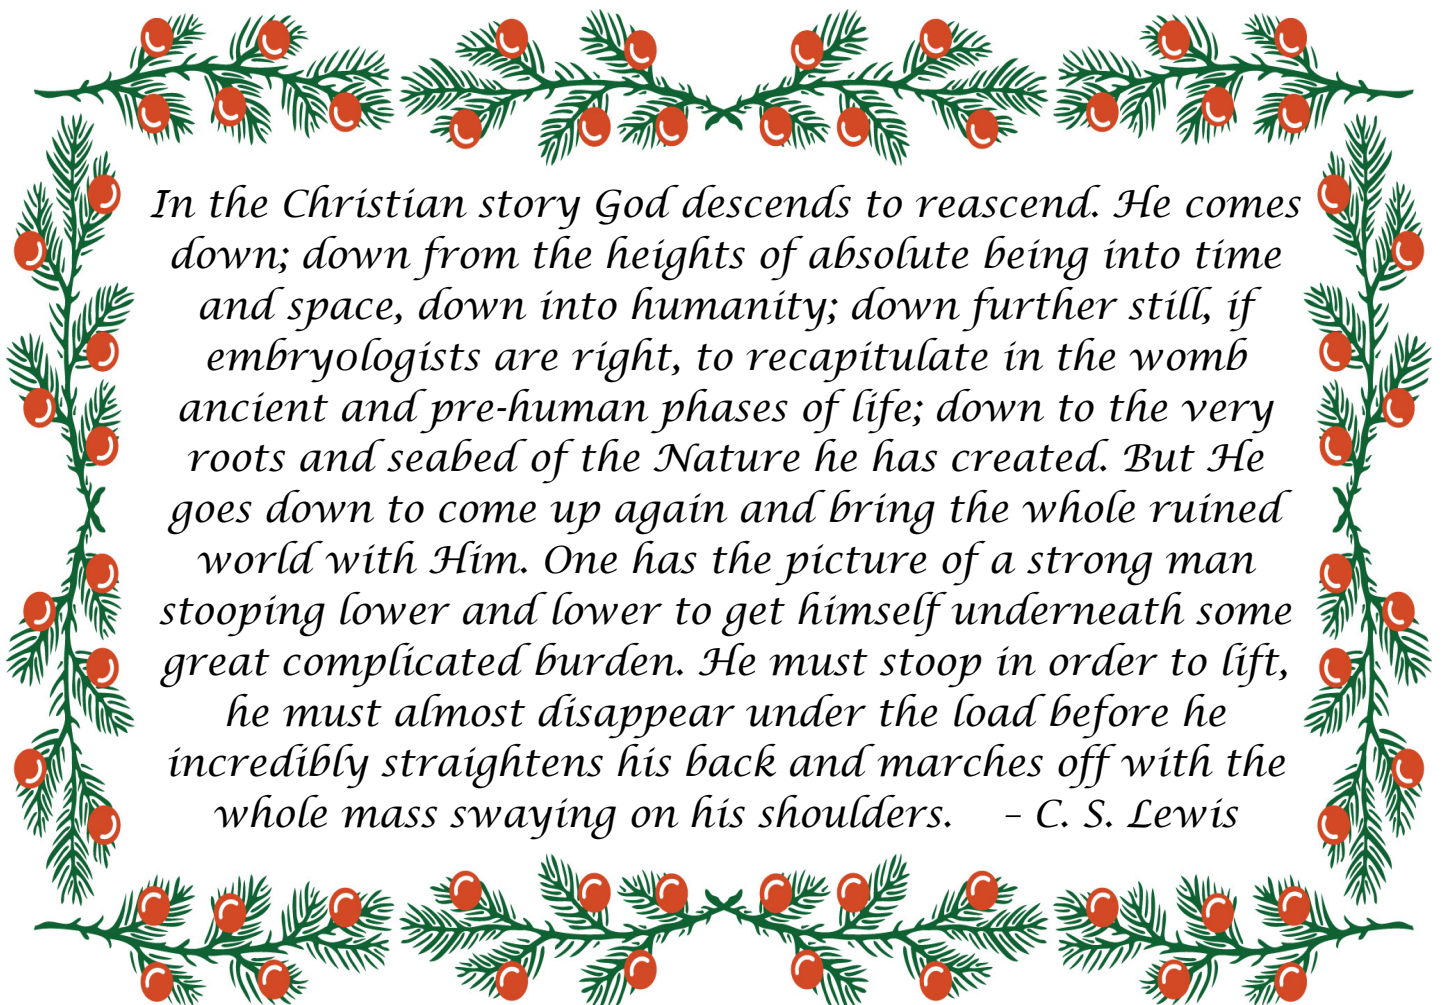 In the Christian story God descends to reascend. He comes
down; down from the heights of absolute being into time
and space, down into humanity; down further still, if
embryologists are right, to recapitulate in the womb
ancient and pre-human phases of life; down to the very
roots and seabed of the Nature he has created. But He
goes down to come up again and bring the whole ruined
world with Him. One has the picture of a strong man
stooping lower and lower to get himself underneath some
great complicated burden. He must stoop in order to lift,
he must almost disappear under the load before he
incredibly straightens his back and marches off with the
whole mass swaying on his shoulders. – C. S. Lewis